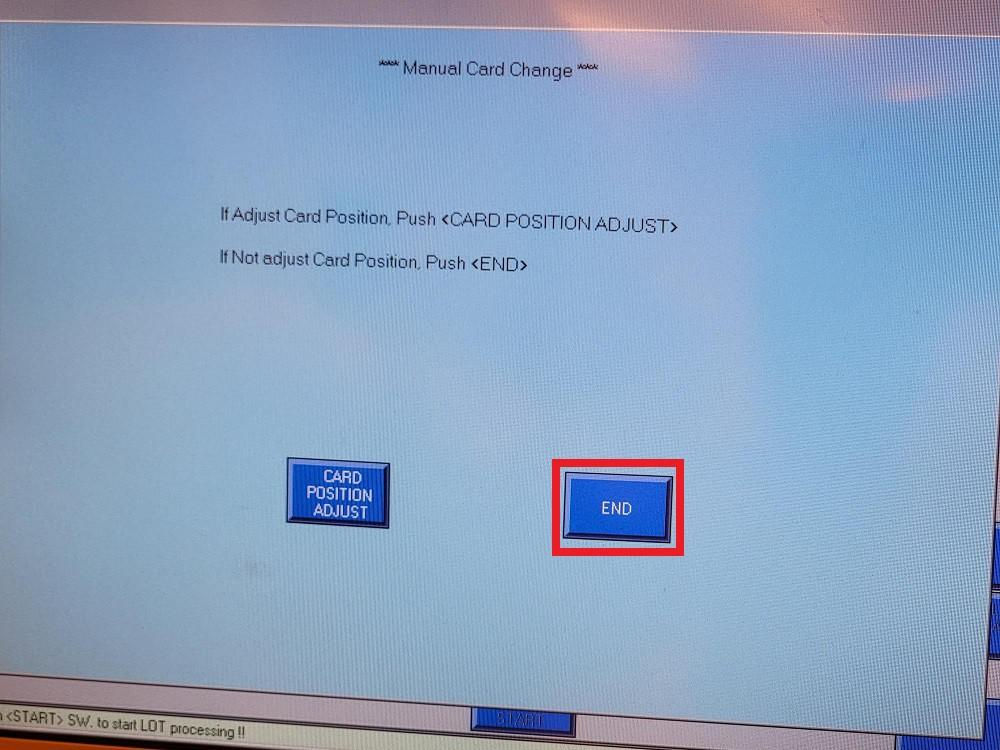 *** Manual Card Change ***
If Adjust Card Position, Push <CARD POSITION ADJUST>
If Not adjust Card Position, Push <END>
CARD
POSITION
ADJUST
END
<START> SW. to start LOT processing !!
START